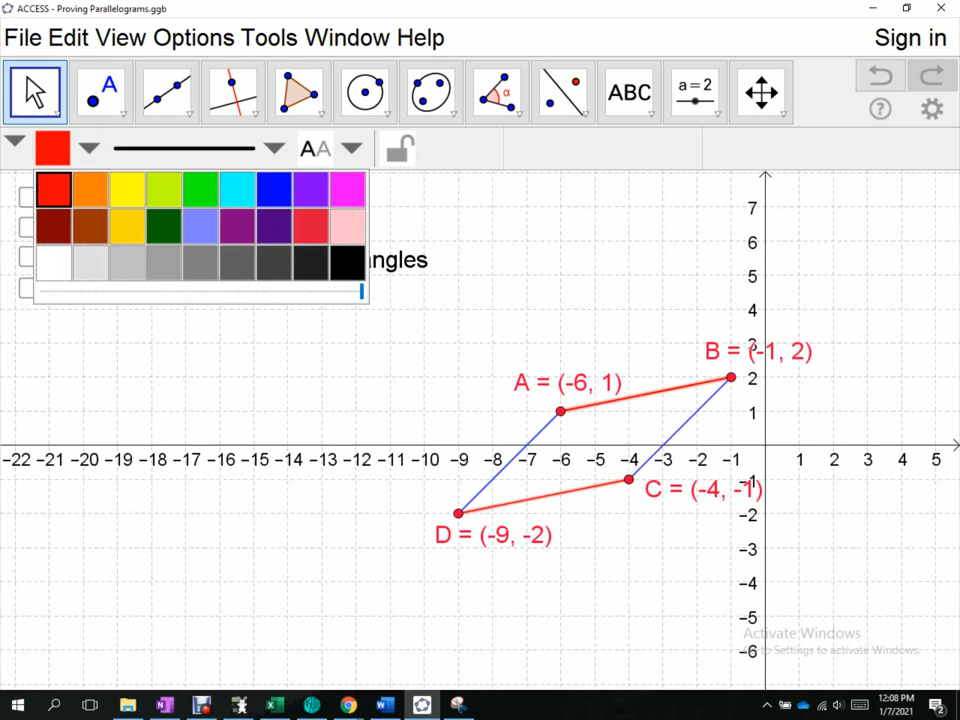 ACCESS - Proving Parallelograms.ggb
File Edit View Options Tools Window Help
Sign in
A
α
ABC
a = 2
AA
ngles
7
6
5
4
3
2
1
B = (-1, 2)
A = (-6, 1)
−22 −21 −20 −19 −18 −17 −16 −15 −14 −13 −12 −11 −10 −9 −8 −7 −6 −5 −4 −3 −2 −1 1 2 3 4 5
−1
C = (-4, -1)
−2
D = (-9, -2)
−3
−4
−5
−6
Activate Windows
to Settings to activate Windows.
12:08 PM
1/7/2021
2